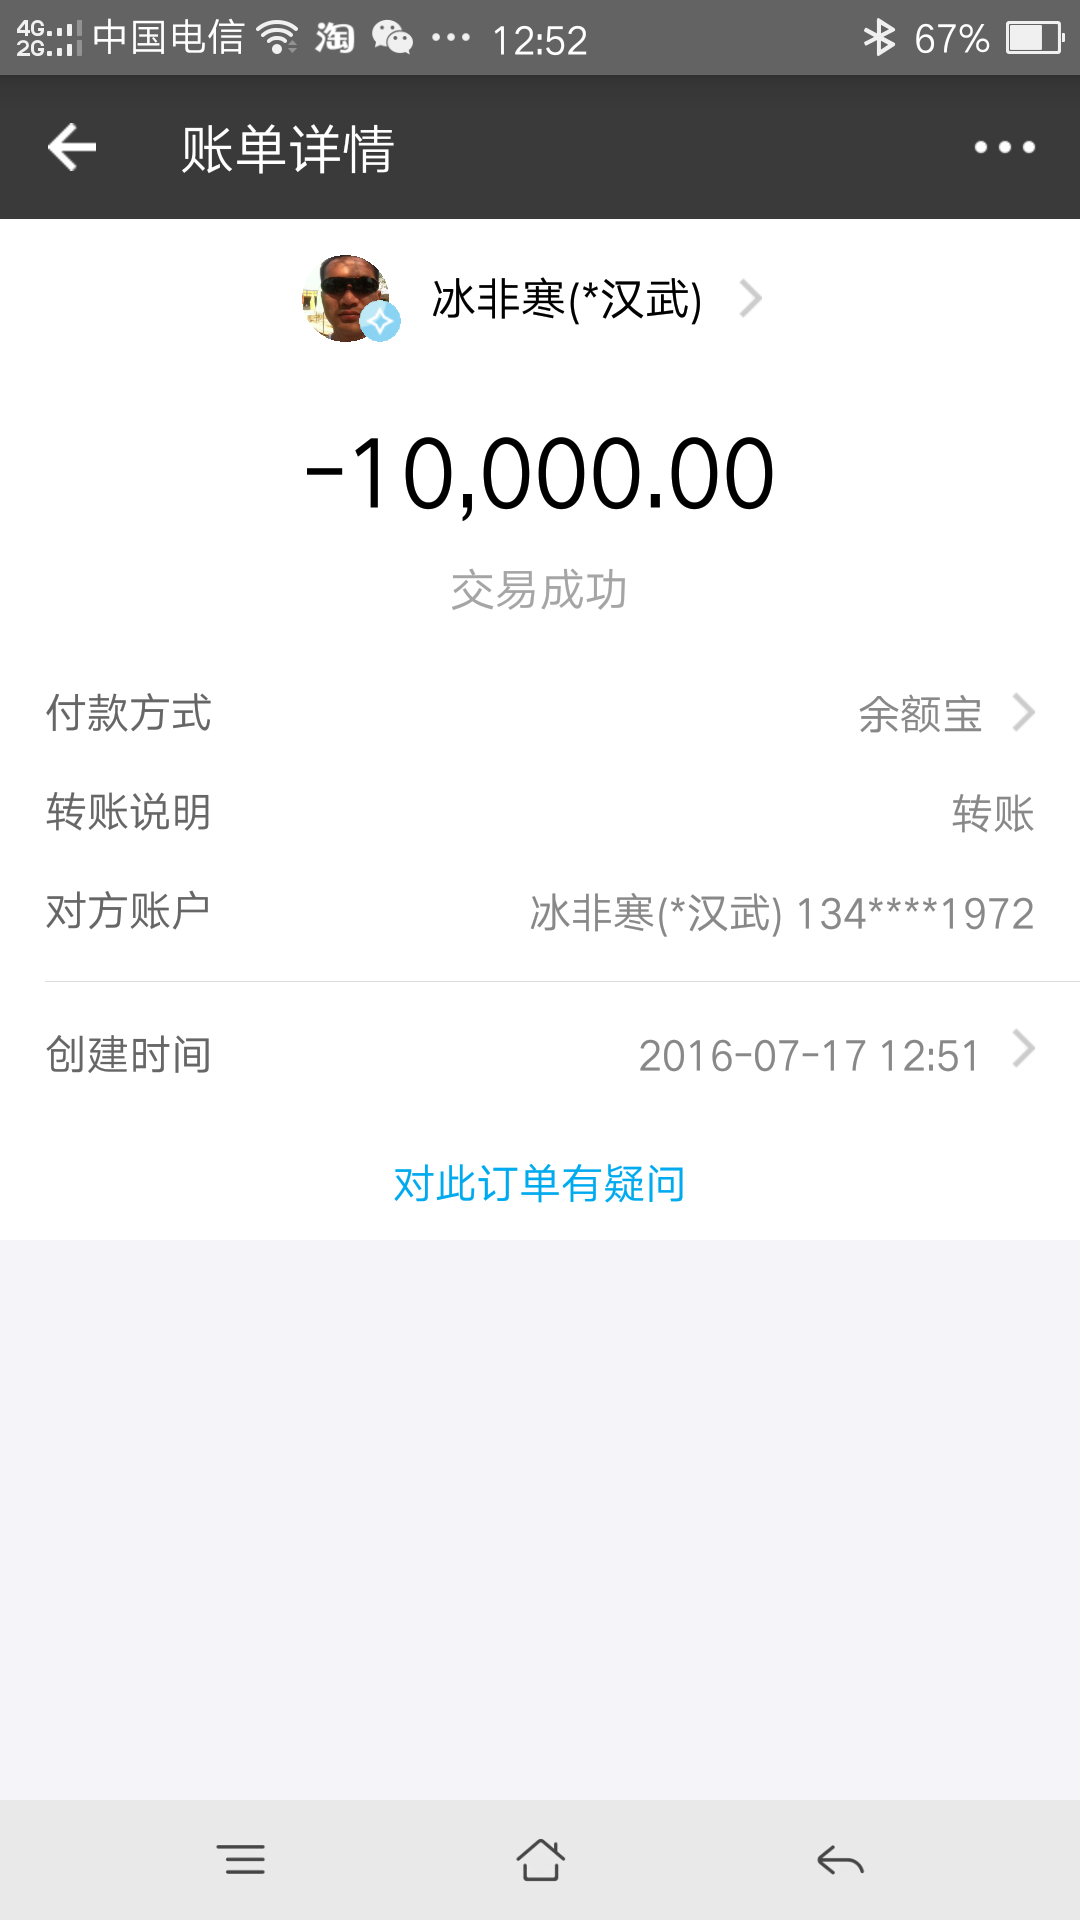 4G 2G 中国电信 淘 ··· 12:52 67%
账单详情
冰非寒(*汉武)
-10,000.00
交易成功
付款方式 余额宝
转账说明 转账
对方账户 冰非寒(*汉武) 134****1972
创建时间 2016-07-17 12:51
对此订单有疑问